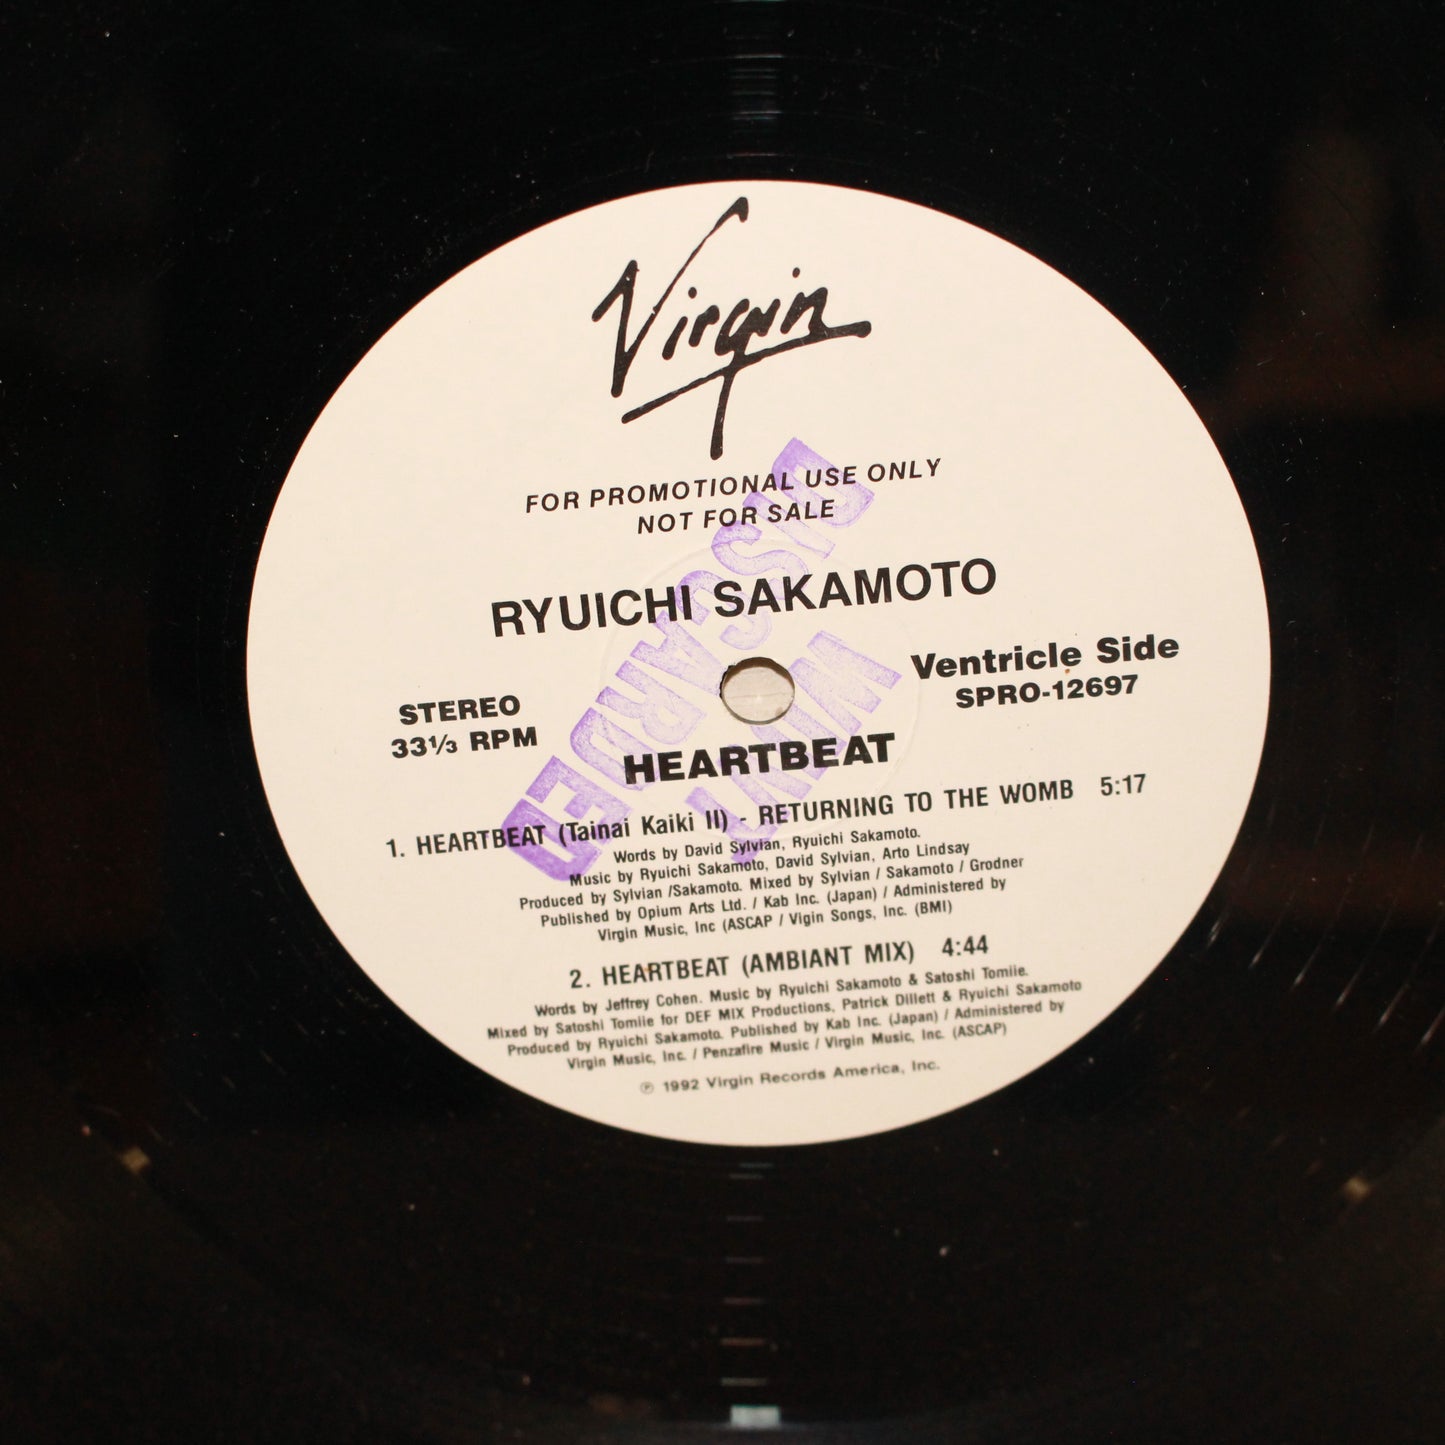 Virgin
FOR PROMOTIONAL USE ONLY
NOT FOR SALE
RYUICHI SAKAMOTO
STEREO
33⅓ RPM
Ventricle Side
SPRO-12697
HEARTBEAT
1. HEARTBEAT (Tainai Kaiki II) - RETURNING TO THE WOMB 5:17
Words by David Sylvian, Ryuichi Sakamoto.
Music by Ryuichi Sakamoto, David Sylvian, Arto Lindsay
Produced by Sylvian /Sakamoto. Mixed by Sylvian / Sakamoto / Grodner
Published by Opium Arts Ltd. / Kab Inc. (Japan) / Administered by
Virgin Music, Inc (ASCAP / Vigin Songs, Inc. (BMI)
2. HEARTBEAT (AMBIANT MIX) 4:44
Words by Jeffrey Cohen. Music by Ryuichi Sakamoto & Satoshi Tomiie.
Mixed by Satoshi Tomiie for DEF MIX Productions, Patrick Dillett & Ryuichi Sakamoto
Produced by Ryuichi Sakamoto. Published by Kab Inc. (Japan) / Administered by
Virgin Music, Inc. / Penzafire Music / Virgin Music, Inc. (ASCAP)
℗ 1992 Virgin Records America, Inc.
DISCARDED
WDVT